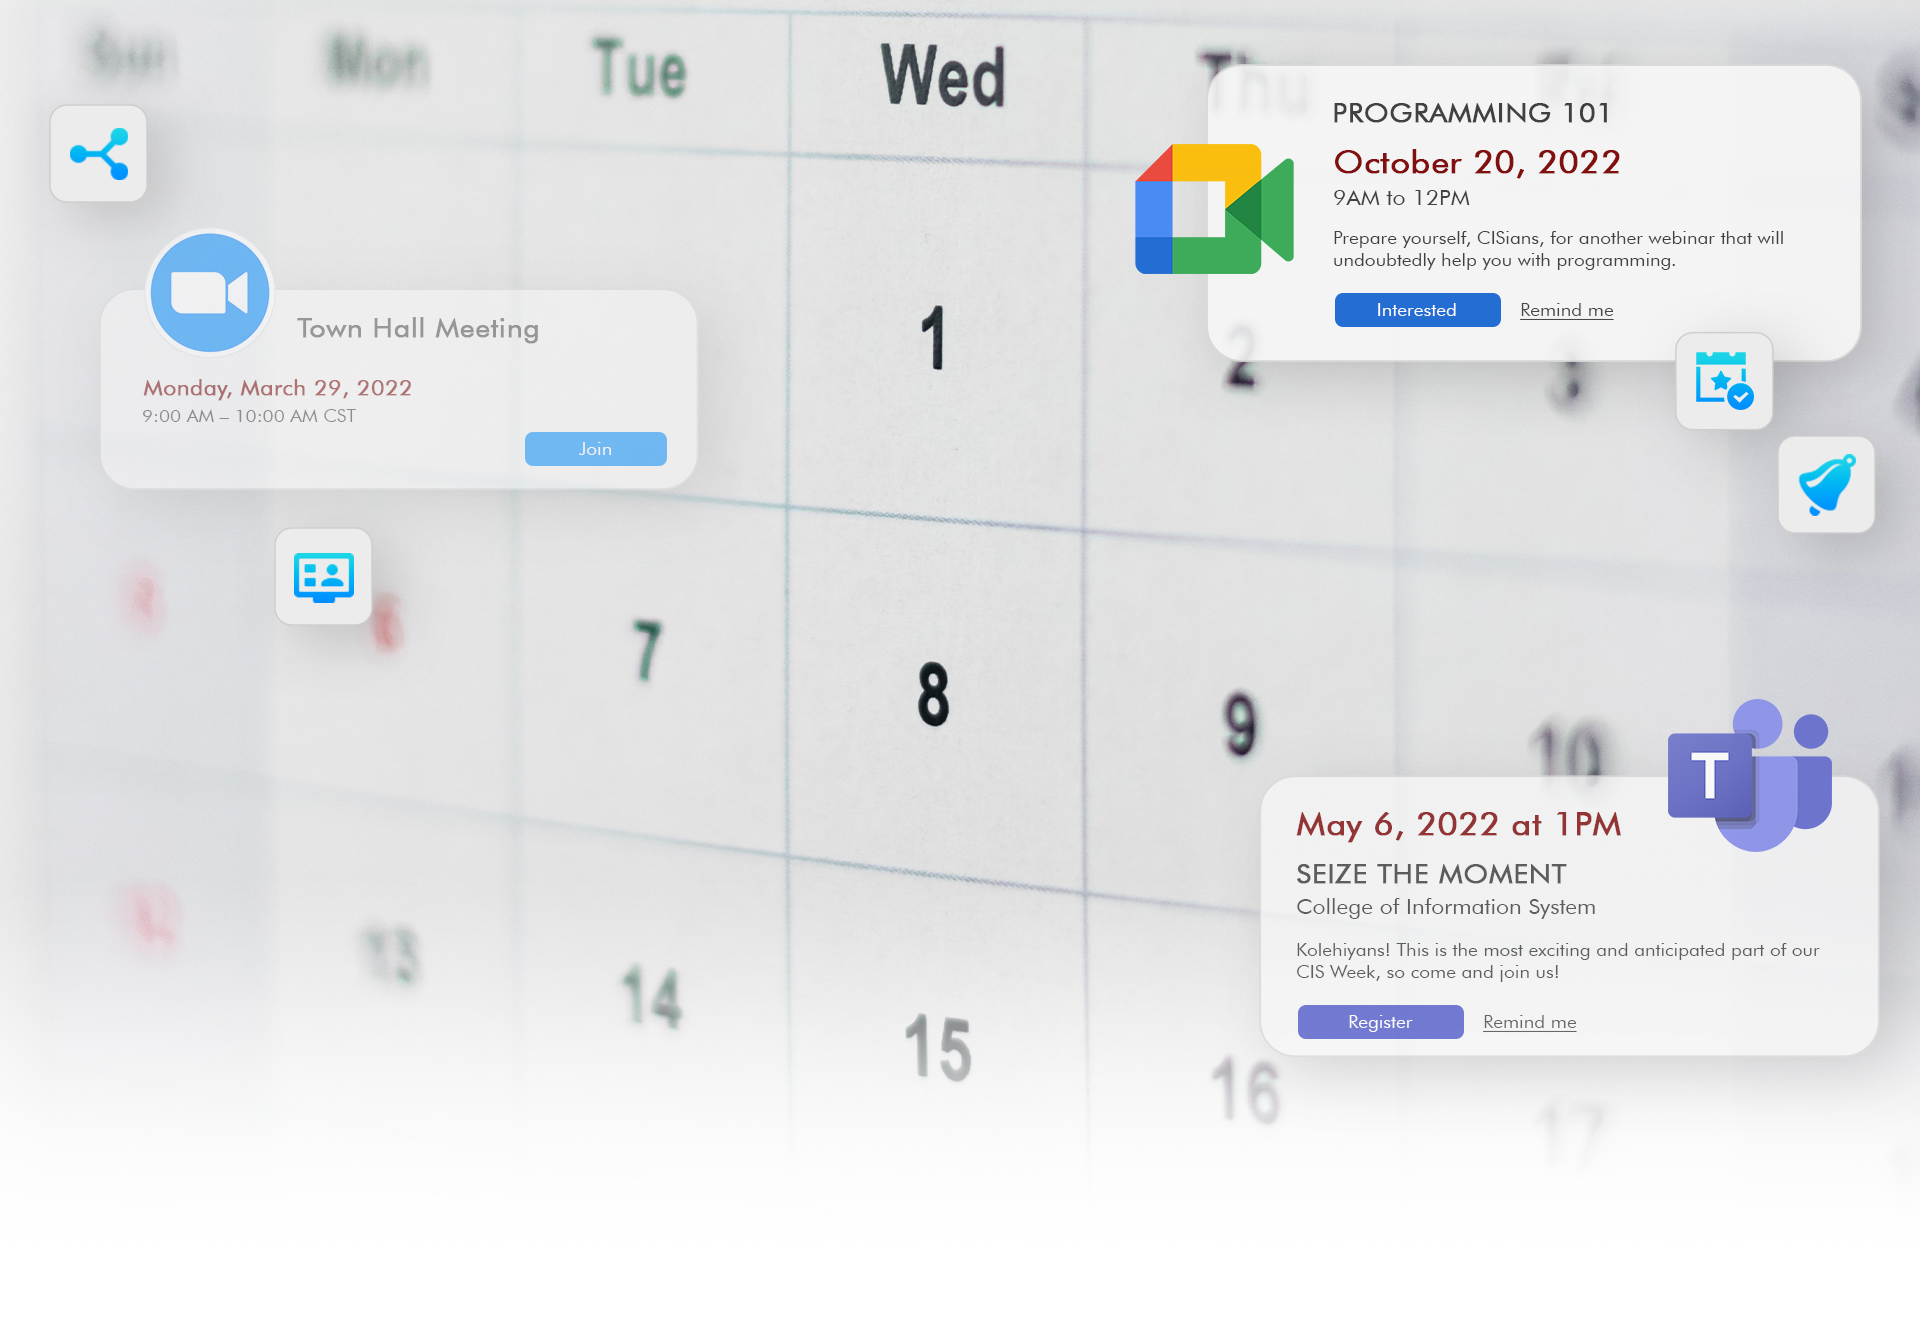 Sun Mon Tue Wed Thu
PROGRAMMING 101
October 20, 2022
9AM to 12PM
Prepare yourself, CISians, for another webinar that will
undoubtedly help you with programming.
Interested Remind me
Town Hall Meeting
Monday, March 29, 2022
9:00 AM – 10:00 AM CST
Join
1 2 3
6 7 8 9 10
T
May 6, 2022 at 1PM
SEIZE THE MOMENT
College of Information System
Kolehiyans! This is the most exciting and anticipated part of our
CIS Week, so come and join us!
Register Remind me
13 14 15 16 17